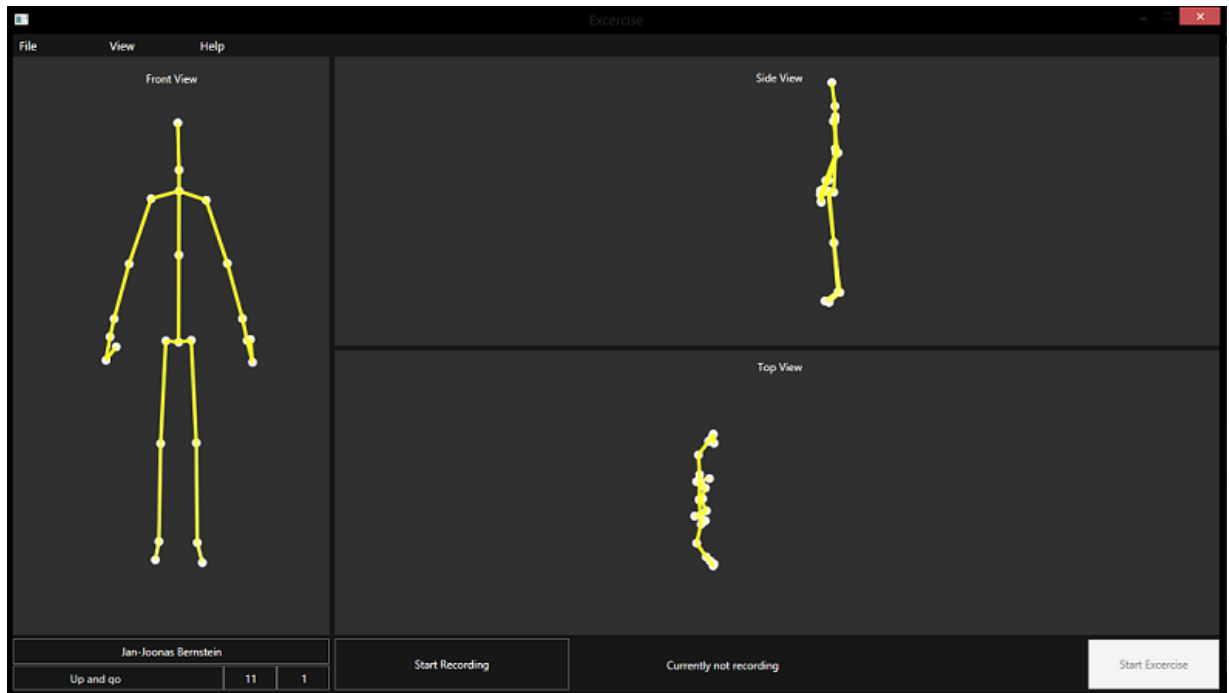 Excercise
File View Help
Front View
Side View
Top View
Jan-Joonas Bernstein
Up and go 11 1
Start Recording
Currently not recording
Start Excercise